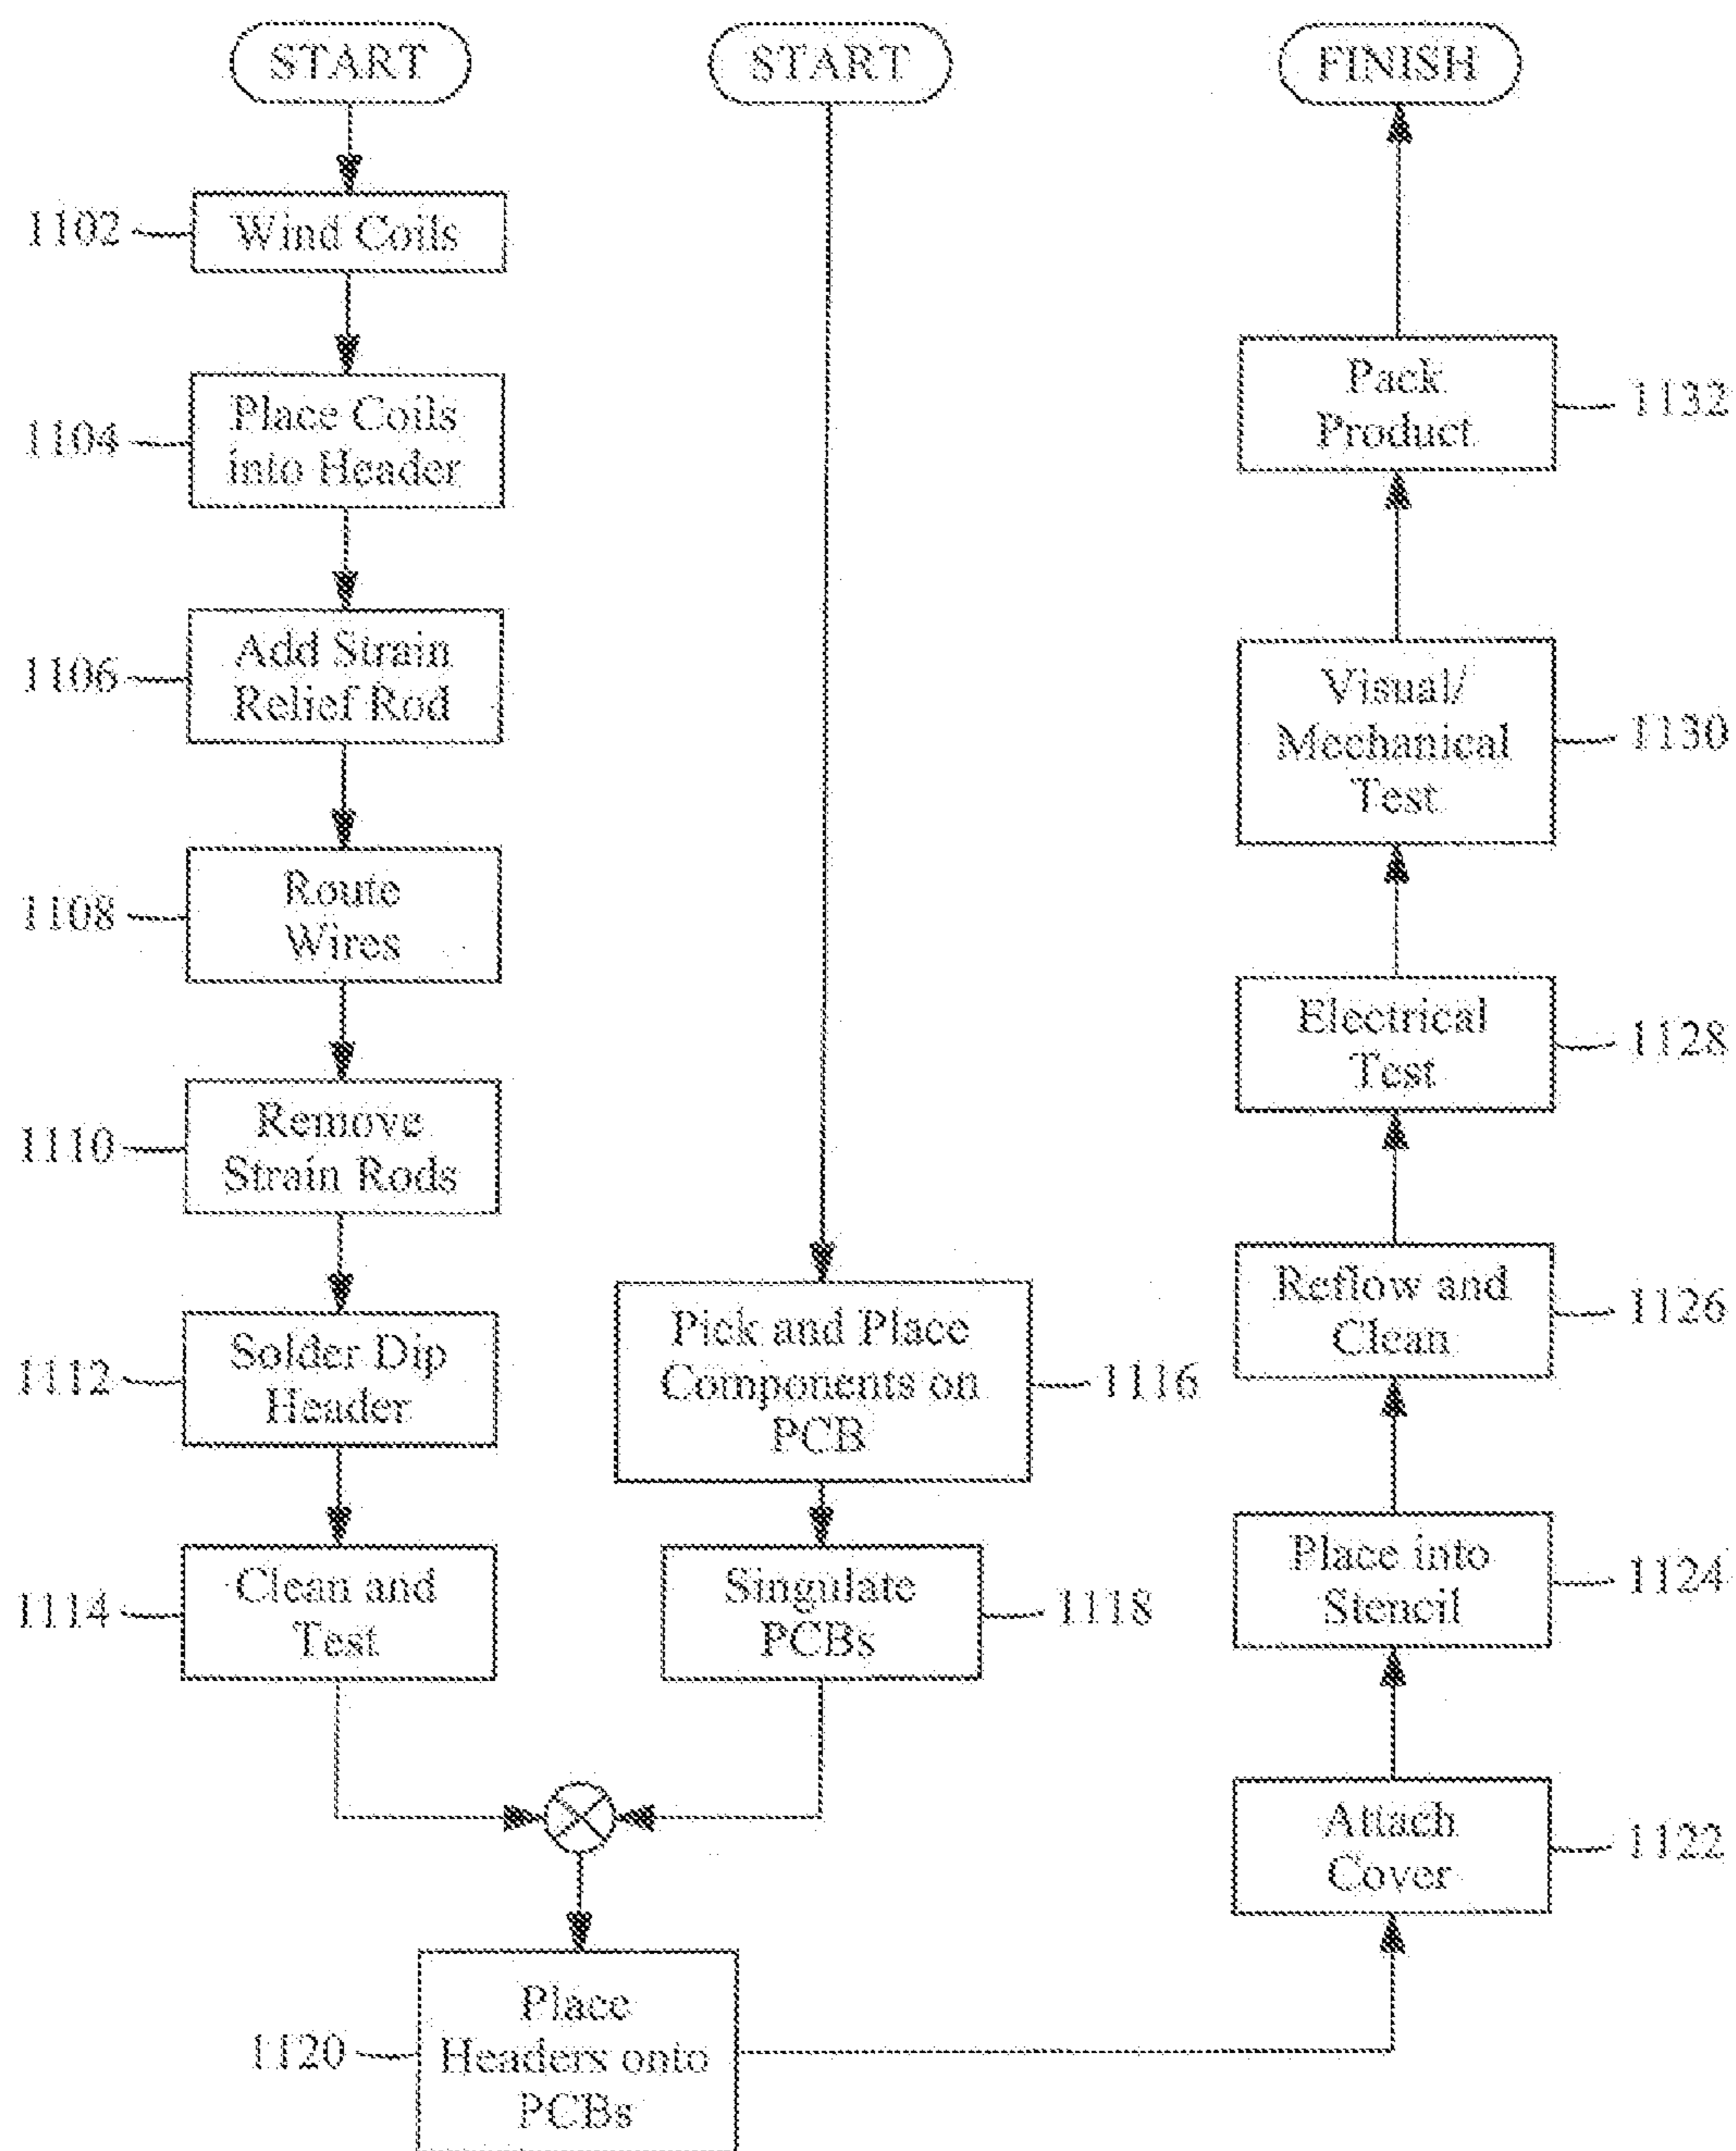 START
1102
Wind Coils
1104
Place Coils
into Header
1106
Add Strain
Relief Rod
1108
Route
Wires
1110
Remove
Strain Rods
1112
Solder Dip
Header
1114
Clean and
Test
START
Pick and Place
Components on
PCB
1116
Singulate
PCBs
1118
1120
Place
Headers onto
PCBs
FINISH
Pack
Product
1132
Visual/
Mechanical
Test
1130
Electrical
Test
1128
Reflow and
Clean
1126
Place into
Stencil
1124
Attach
Cover
1122